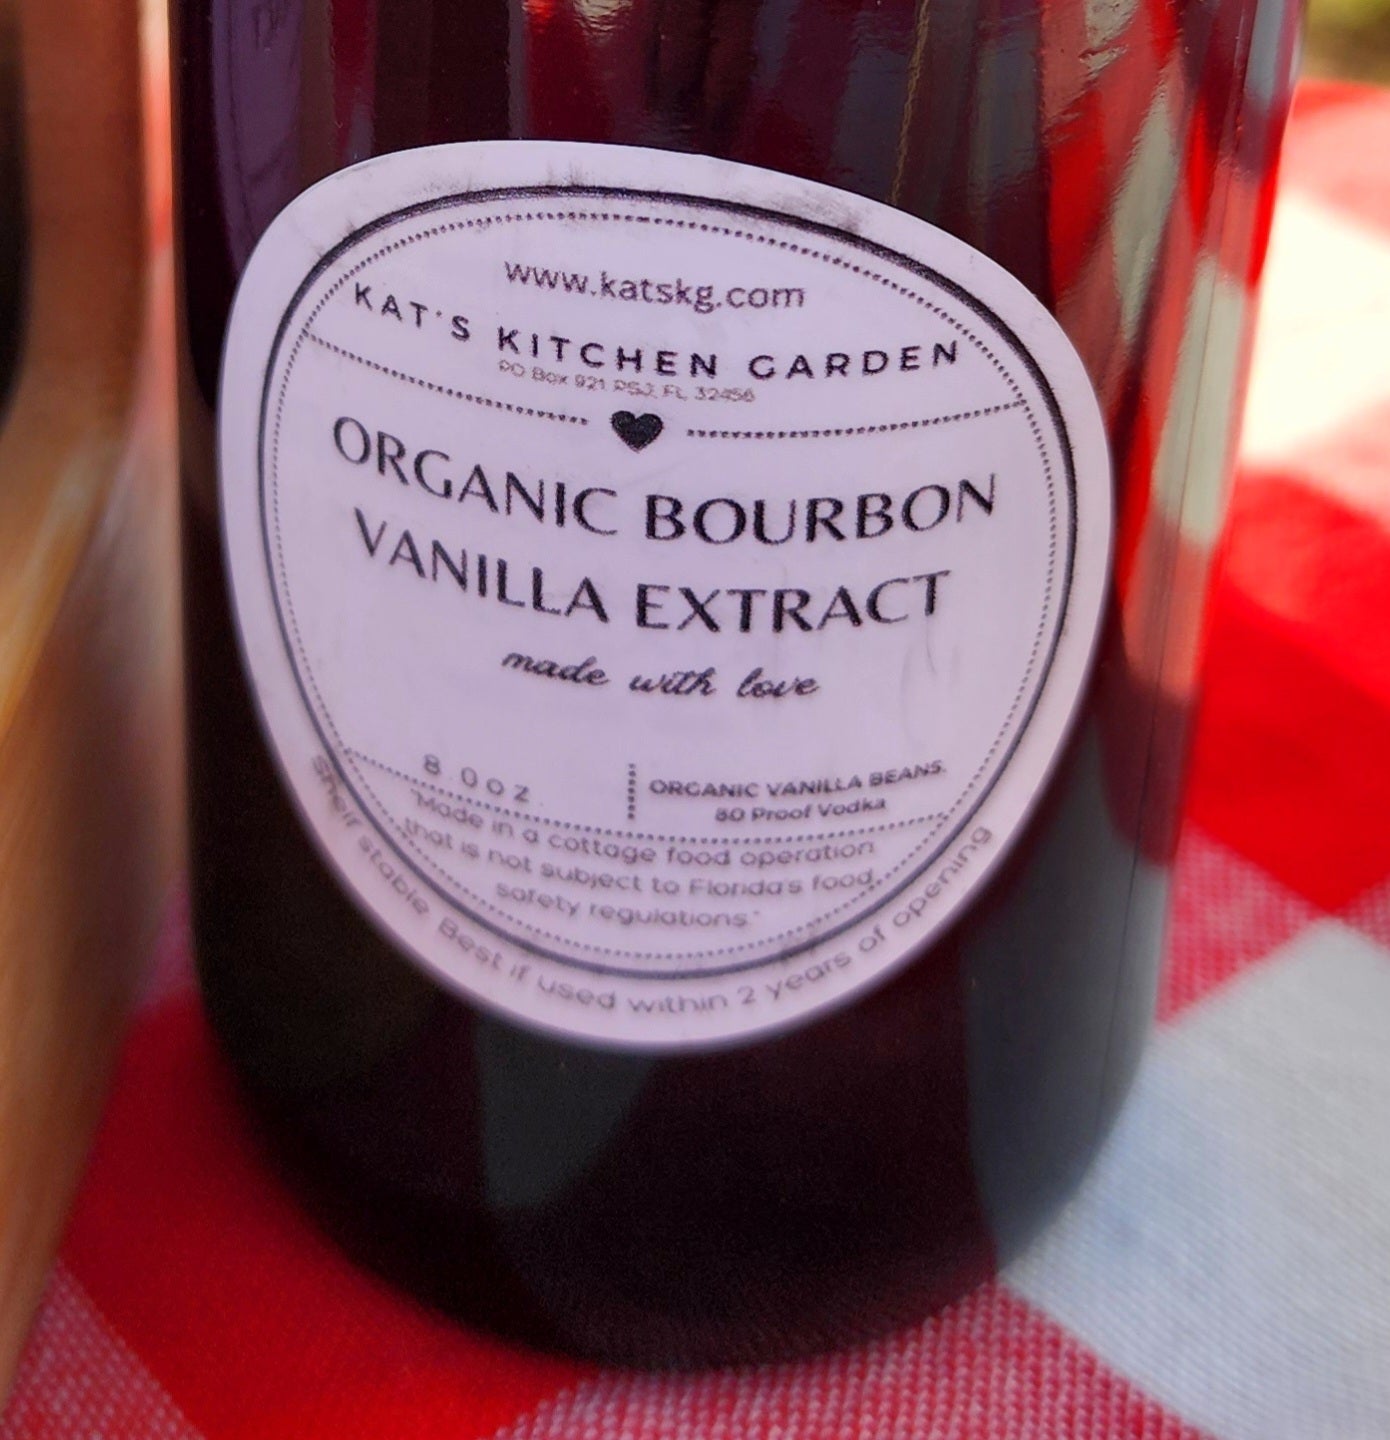 www.katskg.com
KAT'S KITCHEN GARDEN
PO Box 921 PSJ, FL 32456
ORGANIC BOURBON
VANILLA EXTRACT
made with love
8.0oz
ORGANIC VANILLA BEANS.
80 Proof Vodka
"Made in a cottage food operation
that is not subject to Florida's food
safety regulations."
Shelf stable Best if used within 2 years of opening